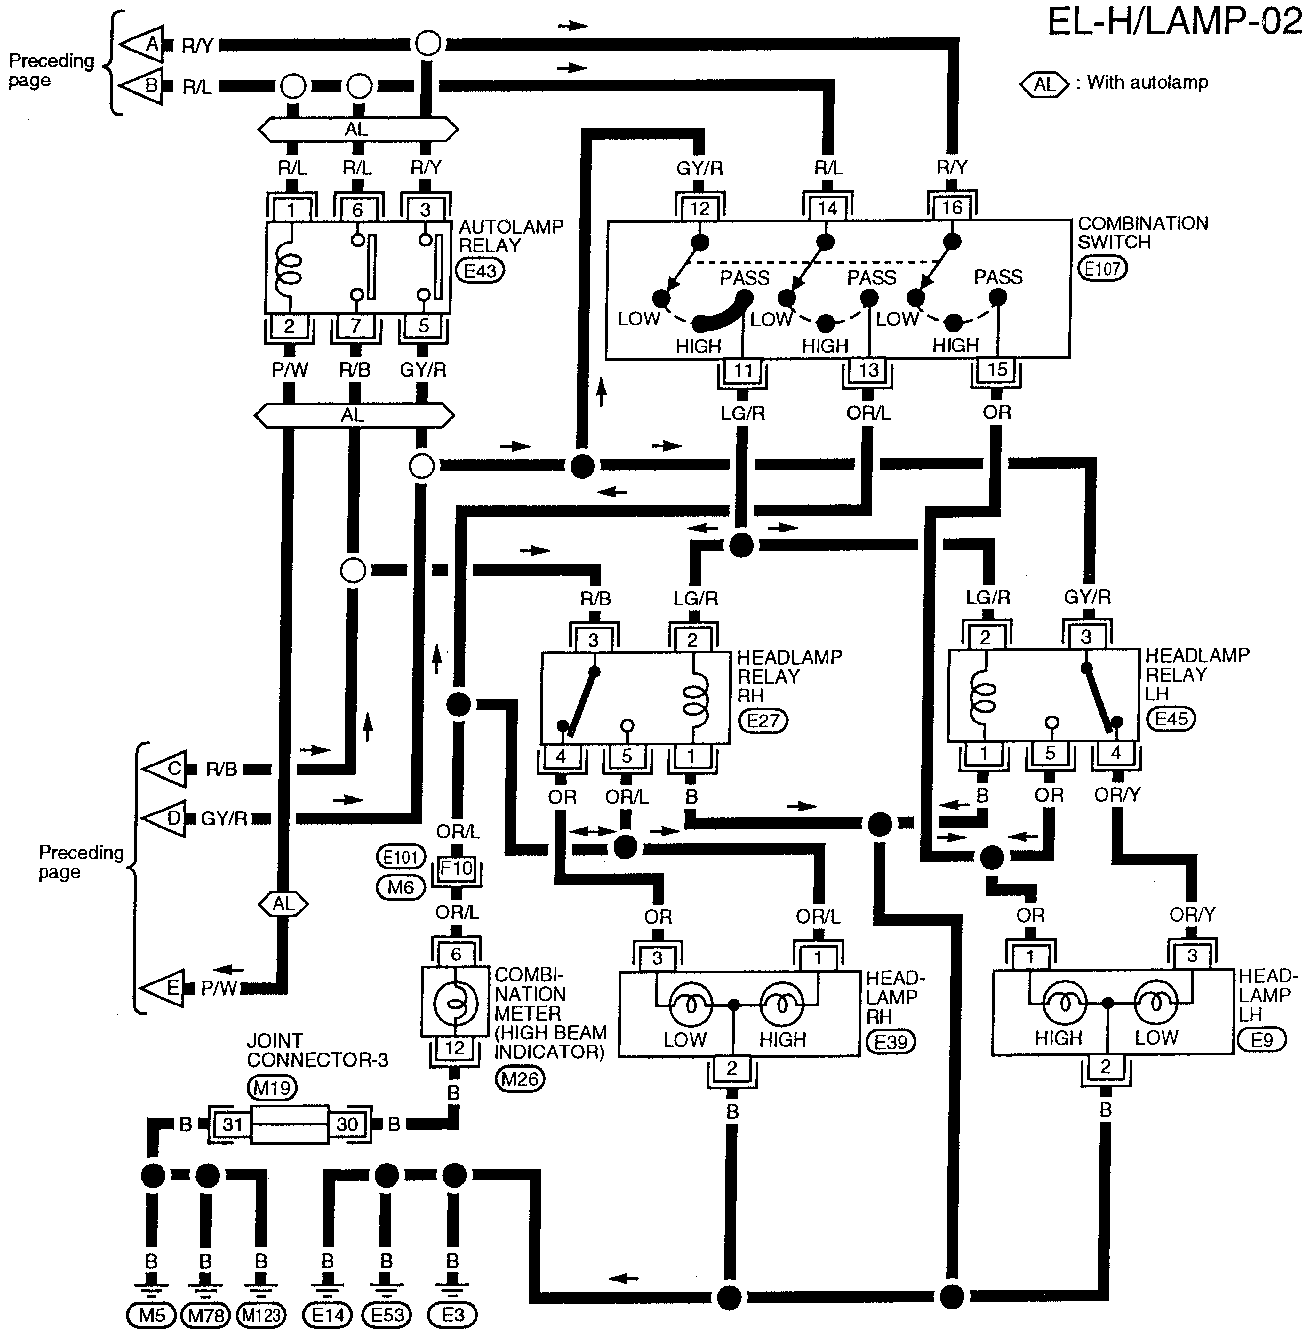 EL-H/LAMP-02
Preceding
page
A R/Y
B R/L
AL : With autolamp
AL
R/L R/L R/Y
GY/R R/L R/Y
1 6 3
12 14 16
AUTOLAMP
RELAY
E43
COMBINATION
SWITCH
E107
PASS PASS PASS
LOW LOW LOW
HIGH HIGH HIGH
2 7 5
11 13 15
P/W R/B GY/R
LG/R OR/L OR
AL
R/B LG/R
LG/R GY/R
3 2
2 3
HEADLAMP
RELAY
RH
E27
HEADLAMP
RELAY
LH
E45
4 5 1
1 5 4
OR OR/L B
B OR OR/Y
Preceding
page
C R/B
D GY/R
OR/L
E101
M6
F10
OR/L
AL
E P/W
OR OR/L
OR OR/Y
6
3 1
1 3
COMBI-
NATION
METER
(HIGH BEAM
INDICATOR)
M26
12
LOW HIGH
HEAD-
LAMP
RH
E39
HIGH LOW
HEAD-
LAMP
LH
E9
2
2
B
B
B
JOINT
CONNECTOR-3
M19
B 31 30 B
B B B B B B
M5 M78 M123 E14 E53 E3